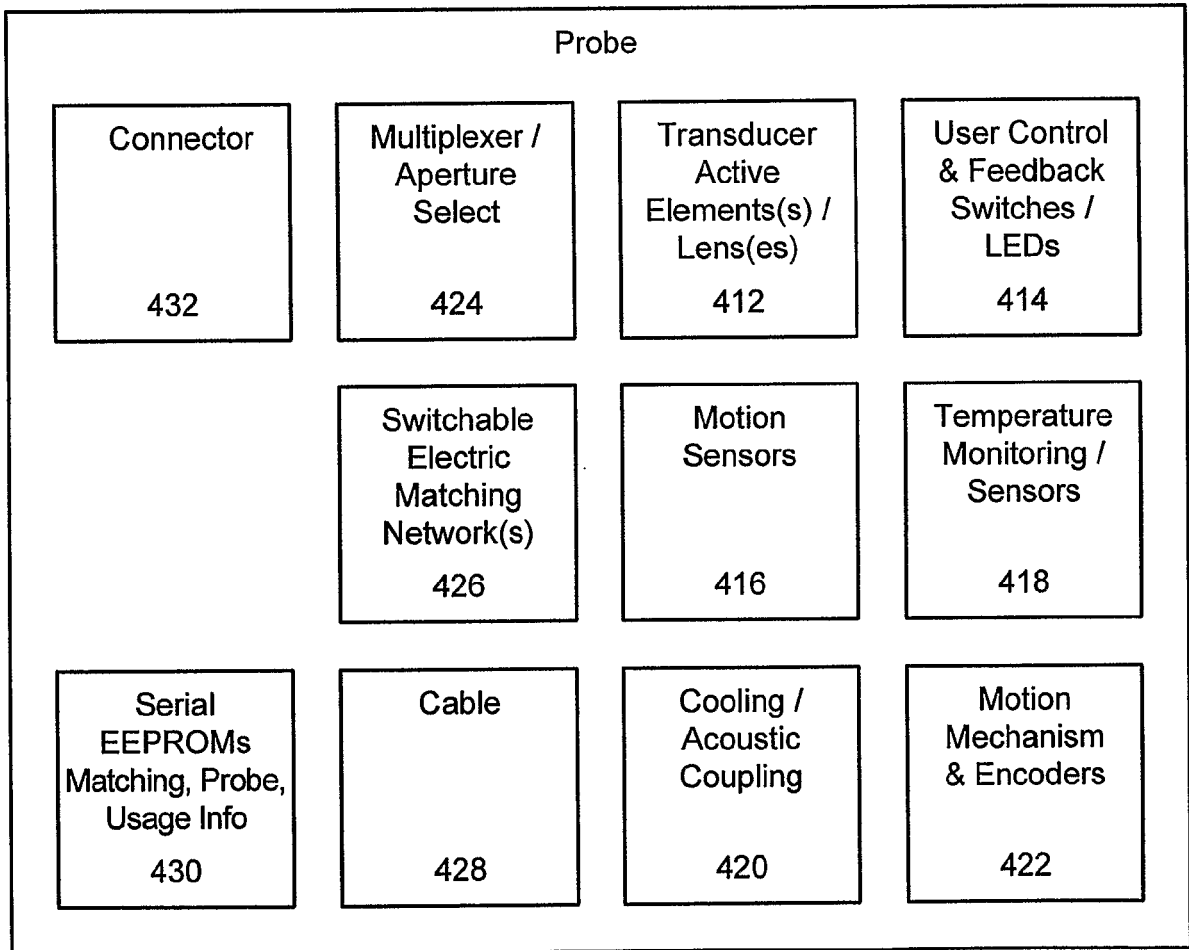 Probe
Connector
432
Multiplexer /
Aperture
Select
424
Transducer
Active
Elements(s) /
Lens(es)
412
User Control
& Feedback
Switches /
LEDs
414
Switchable
Electric
Matching
Network(s)
426
Motion
Sensors
416
Temperature
Monitoring /
Sensors
418
Serial
EEPROMs
Matching, Probe,
Usage Info
430
Cable
428
Cooling /
Acoustic
Coupling
420
Motion
Mechanism
& Encoders
422